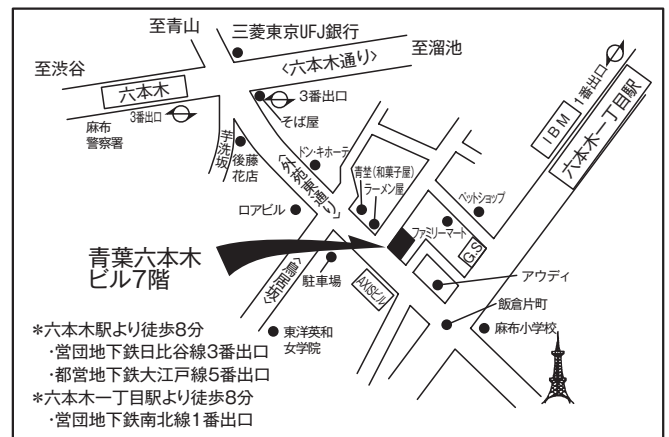 至青山
三菱東京UFJ銀行
〈六本木通り〉
至溜池
至渋谷
六本木
3番出口
麻布
警察署
3番出口
そば屋
芋洗坂
後藤
花店
ドン・キホーテ
〈外苑東通り〉
青埜(和菓子屋)
ラーメン屋
ペットショップ
IBM
1番出口
六本木一丁目駅
ロアビル
ファミリーマート
G.S
青葉六本木
ビル7階
〈鳥居坂〉
駐車場
AXISビル
アウディ
飯倉片町
麻布小学校
東洋英和
女学院
*六本木駅より徒歩8分
・営団地下鉄日比谷線3番出口
・都営地下鉄大江戸線5番出口
*六本木一丁目駅より徒歩8分
・営団地下鉄南北線1番出口